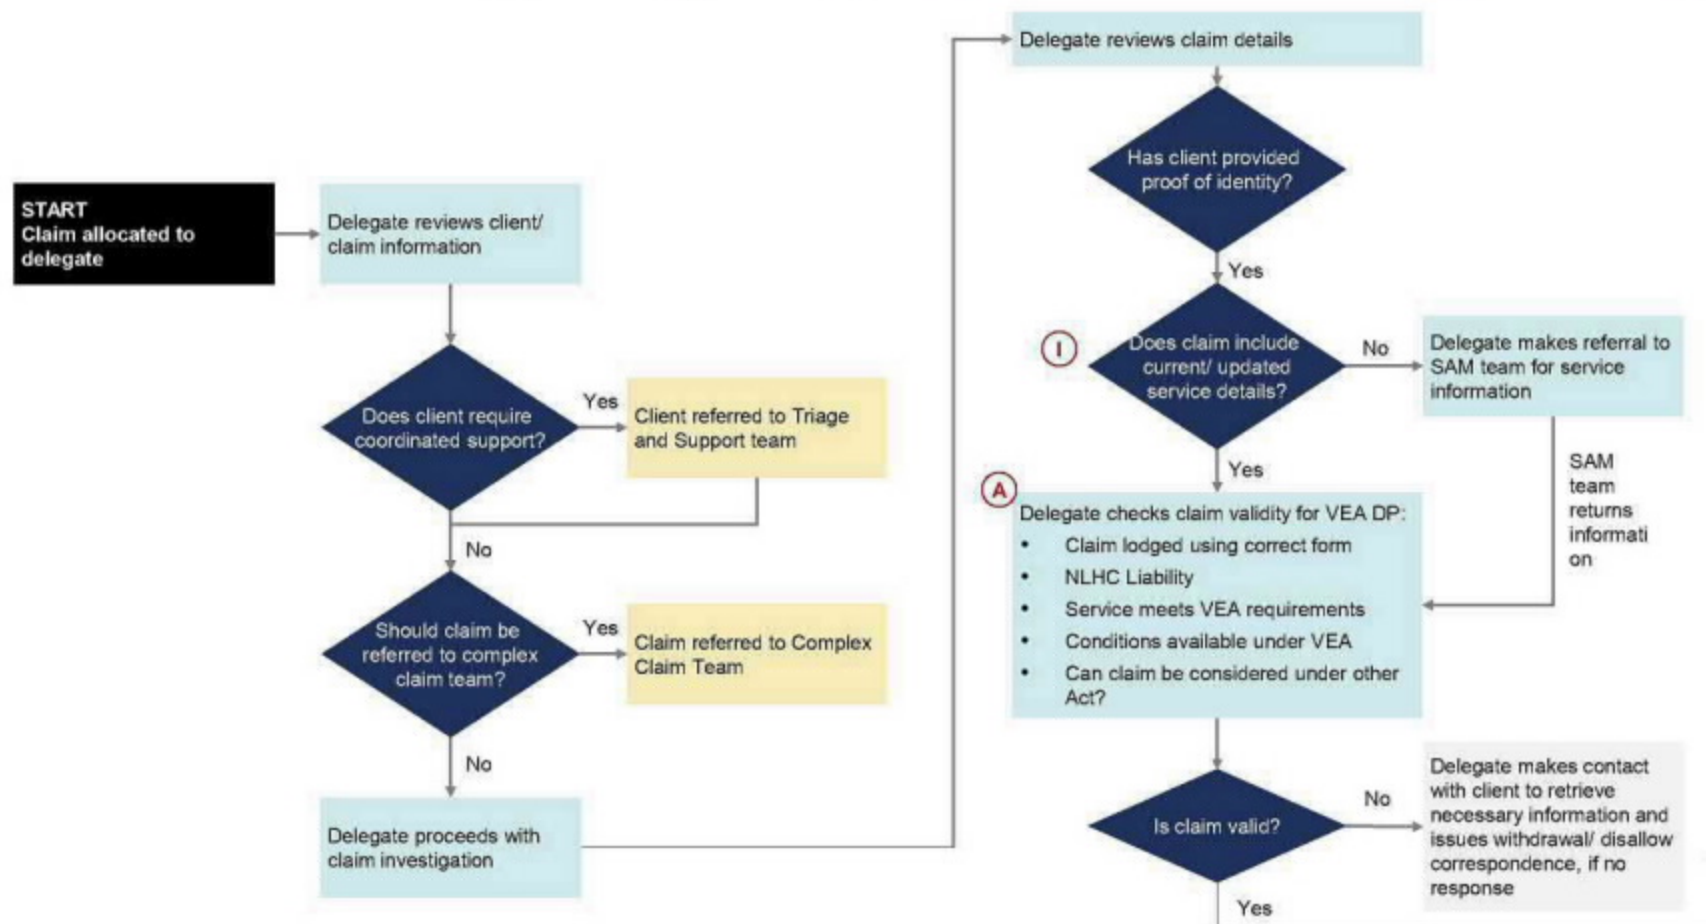 START
Claim allocated to
delegate
Delegate reviews client/
claim information
Does client require
coordinated support?
Yes
Client referred to Triage
and Support team
No
Should claim be
referred to complex
claim team?
Yes
Claim referred to Complex
Claim Team
No
Delegate proceeds with
claim investigation
Delegate reviews claim details
Has client provided
proof of identity?
Yes
I
Does claim include
current/ updated
service details?
No
Delegate makes referral to
SAM team for service
information
SAM
team
returns
informati
on
Yes
A
Delegate checks claim validity for VEA DP:
• Claim lodged using correct form
• NLHC Liability
• Service meets VEA requirements
• Conditions available under VEA
• Can claim be considered under other
Act?
Is claim valid?
No
Delegate makes contact
with client to retrieve
necessary information and
issues withdrawal/ disallow
correspondence, if no
response
Yes